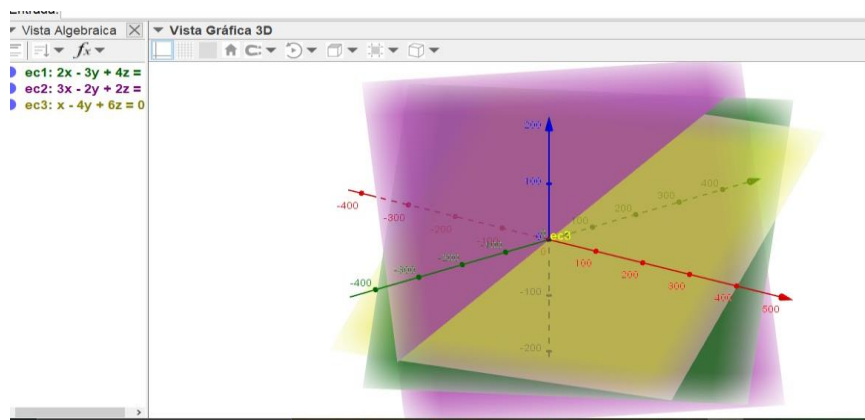 Entrada:
Vista Algebraica
Vista Gráfica 3D
fx
ec1: 2x - 3y + 4z =
ec2: 3x - 2y + 2z =
ec3: x - 4y + 6z = 0
200
100
400
300
200
100
-400
-300
-200
-100
ec3
0
-200
-300
-400
100
200
300
400
500
-100
-200